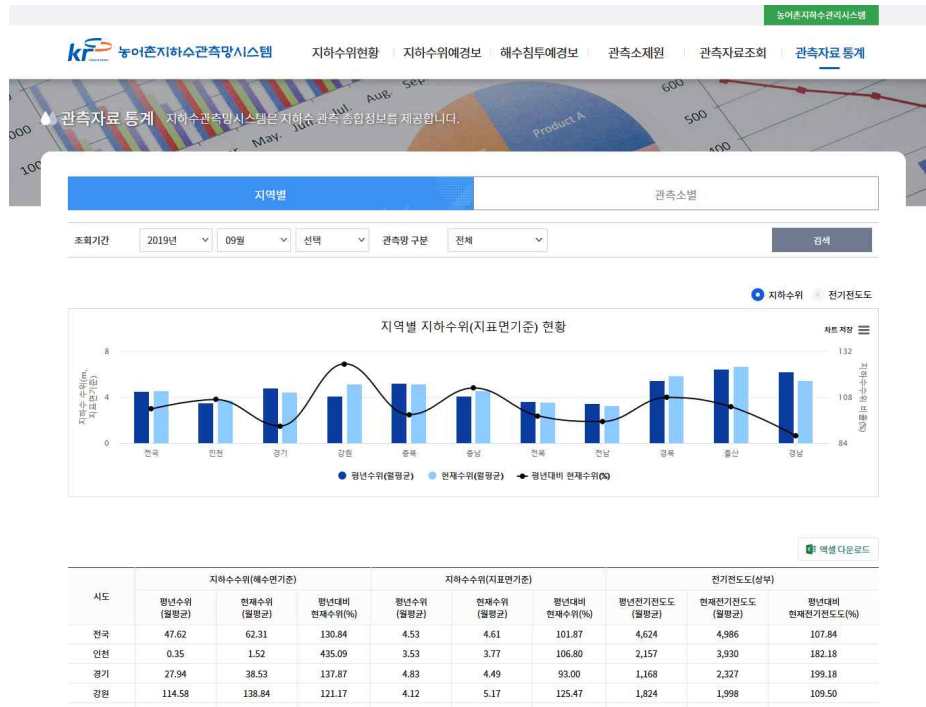 농어촌지하수관리시스템
kr 농어촌지하수관측망시스템 지하수위현황 지하수위예경보 해수침투예경보 관측소제원 관측자료조회 관측자료 통계
관측자료 통계 지하수관측망시스템은 지하수 관측 종합정보를 제공합니다.
May. Jun. Jul. Aug. Sep.
Product A
600
500
400
000
100
지역별 관측소별
조회기간 2019년 09월 선택 관측망 구분 전체 검색
지하수위 전기전도도
지역별 지하수위(지표면기준) 현황
차트 저장
지하수 수위(m, 지표면기준)
8
4
0
132
108
84
지하수수위 비율(%)
전국 인천 경기 강원 충북 충남 전북 전남 경북 울산 경남
평년수위(월평균) 현재수위(월평균) 평년대비 현재수위(%)
엑셀 다운로드
시도 지하수수위(해수면기준) 지하수수위(지표면기준) 전기전도도(상부)
평년수위(월평균) 현재수위(월평균) 평년대비 현재수위(%) 평년수위(월평균) 현재수위(월평균) 평년대비 현재수위(%) 평년전기전도도(월평균) 현재전기전도도(월평균) 평년대비 현재전기전도도(%)
전국 47.62 62.31 130.84 4.53 4.61 101.87 4,624 4,986 107.84
인천 0.35 1.52 435.09 3.53 3.77 106.80 2,157 3,930 182.18
경기 27.94 38.53 137.87 4.83 4.49 93.00 1,168 2,327 199.18
강원 114.58 138.84 121.17 4.12 5.17 125.47 1,824 1,998 109.50